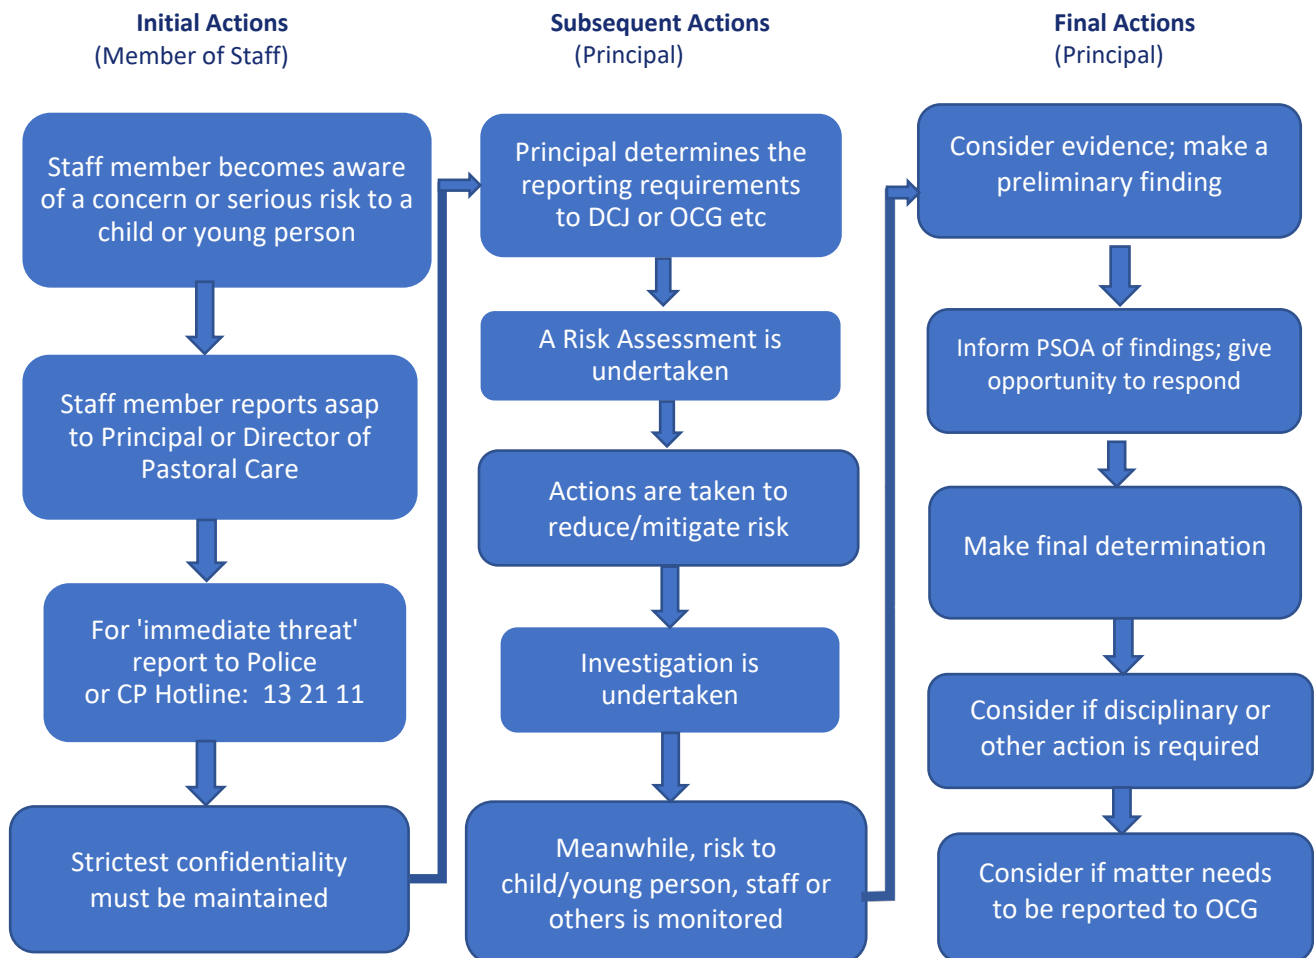 Initial Actions
(Member of Staff)
Staff member becomes aware
of a concern or serious risk to a
child or young person
Staff member reports asap
to Principal or Director of
Pastoral Care
For 'immediate threat'
report to Police
or CP Hotline:  13 21 11
Strictest confidentiality
must be maintained
Subsequent Actions
(Principal)
Principal determines the
reporting requirements
to DCJ or OCG etc
A Risk Assessment is
undertaken
Actions are taken to
reduce/mitigate risk
Investigation is
undertaken
Meanwhile, risk to
child/young person, staff or
others is monitored
Final Actions
(Principal)
Consider evidence; make a
preliminary finding
Inform PSOA of findings; give
opportunity to respond
Make final determination
Consider if disciplinary or
other action is required
Consider if matter needs
to be reported to OCG